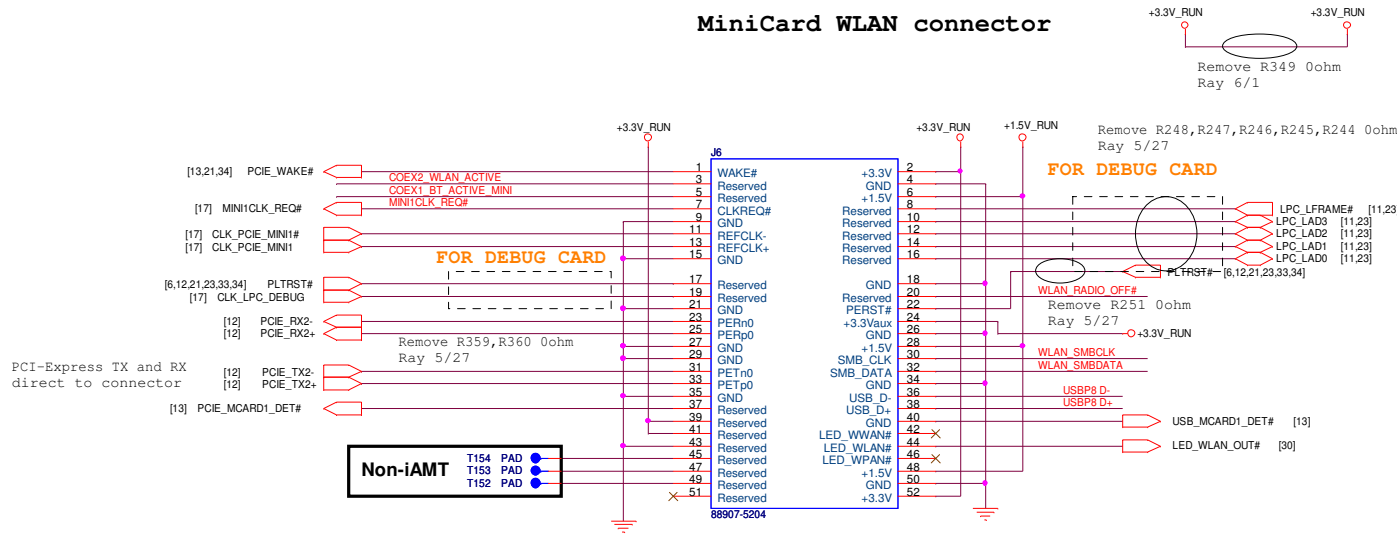 MiniCard WLAN connector
+3.3V_RUN
+3.3V_RUN
Remove R349 0ohm
Ray 6/1
+3.3V_RUN
+3.3V_RUN
+1.5V_RUN
Remove R248,R247,R246,R245,R244 0ohm
Ray 5/27
FOR DEBUG CARD
J6
[13,21,34] PCIE_WAKE# 1 WAKE# +3.3V 2
COEX2_WLAN_ACTIVE 3 Reserved GND 4
COEX1_BT_ACTIVE_MINI 5 Reserved +1.5V 6
[17] MINI1CLK_REQ# MINI1CLK_REQ# 7 CLKREQ# Reserved 8 LPC_LFRAME# [11,23
9 GND Reserved 10 LPC_LAD3 [11,23]
[17] CLK_PCIE_MINI1# 11 REFCLK- Reserved 12 LPC_LAD2 [11,23]
[17] CLK_PCIE_MINI1 13 REFCLK+ Reserved 14 LPC_LAD1 [11,23]
15 GND Reserved 16 LPC_LAD0 [11,23]
FOR DEBUG CARD
PLTRST# [6,12,21,23,33,34]
[6,12,21,23,33,34] PLTRST# 17 Reserved GND 18
[17] CLK_LPC_DEBUG 19 Reserved Reserved 20 WLAN_RADIO_OFF#
21 GND PERST# 22
Remove R251 0ohm
Ray 5/27
[12] PCIE_RX2- 23 PERn0 +3.3Vaux 24
[12] PCIE_RX2+ 25 PERp0 GND 26 +3.3V_RUN
Remove R359,R360 0ohm
Ray 5/27
27 GND +1.5V 28
29 GND SMB_CLK 30 WLAN_SMBCLK
PCI-Express TX and RX
direct to connector
[12] PCIE_TX2- 31 PETn0 SMB_DATA 32 WLAN_SMBDATA
[12] PCIE_TX2+ 33 PETp0 GND 34
35 GND USB_D- 36 USBP8 D-
[13] PCIE_MCARD1_DET# 37 Reserved USB_D+ 38 USBP8 D+
39 Reserved GND 40 USB_MCARD1_DET# [13]
41 Reserved LED_WWAN# 42
43 Reserved LED_WLAN# 44 LED_WLAN_OUT# [30]
Non-iAMT
T154 PAD 45 Reserved LED_WPAN# 46
T153 PAD 47 Reserved +1.5V 48
T152 PAD 49 Reserved GND 50
51 Reserved +3.3V 52
88907-5204